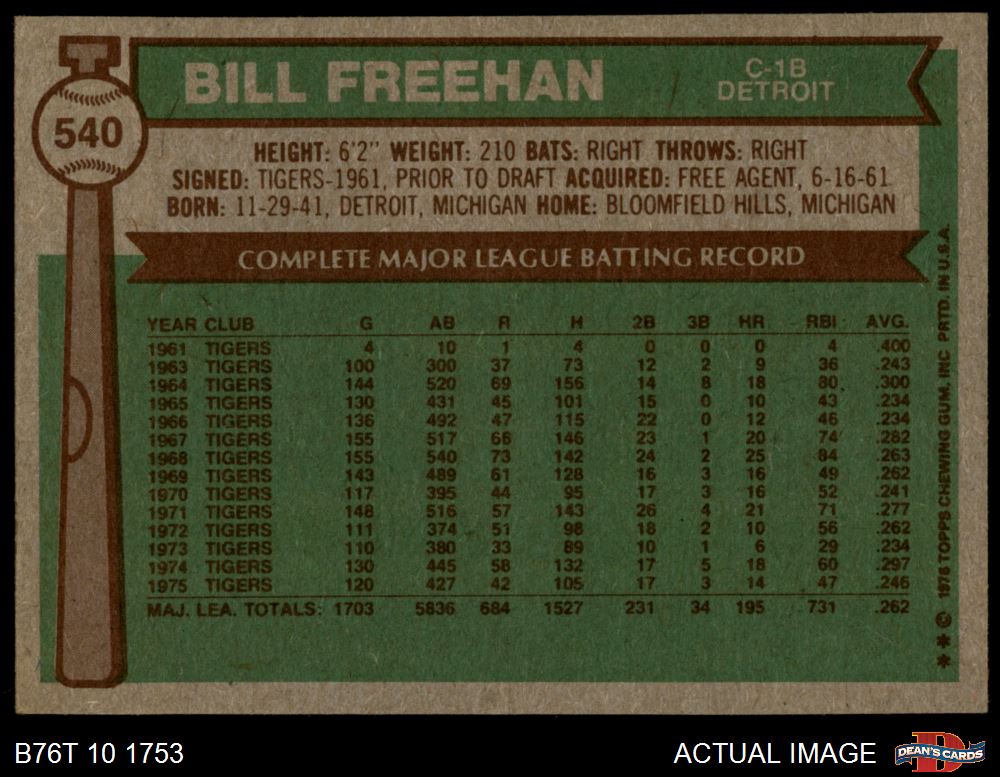 BILL FREEHAN
C-1B
DETROIT
540
HEIGHT: 6'2" WEIGHT: 210 BATS: RIGHT THROWS: RIGHT
SIGNED: TIGERS-1961, PRIOR TO DRAFT ACQUIRED: FREE AGENT, 6-16-61
BORN: 11-29-41, DETROIT, MICHIGAN HOME: BLOOMFIELD HILLS, MICHIGAN
COMPLETE MAJOR LEAGUE BATTING RECORD
YEAR CLUB G AB R H 2B 3B HR RBI AVG.
1961 TIGERS 4 10 1 4 0 0 0 4 .400
1963 TIGERS 100 300 37 73 12 2 9 36 .243
1964 TIGERS 144 520 69 156 14 8 18 80 .300
1965 TIGERS 130 431 45 101 15 0 10 43 .234
1966 TIGERS 136 492 47 115 22 0 12 46 .234
1967 TIGERS 155 517 66 146 23 1 20 74 .282
1968 TIGERS 155 540 73 142 24 2 25 84 .263
1969 TIGERS 143 489 61 128 16 3 16 49 .262
1970 TIGERS 117 395 44 95 17 3 16 52 .241
1971 TIGERS 148 516 57 143 26 4 21 71 .277
1972 TIGERS 111 374 51 98 18 2 10 56 .262
1973 TIGERS 110 380 33 89 10 1 6 29 .234
1974 TIGERS 130 445 58 132 17 5 18 60 .297
1975 TIGERS 120 427 42 105 17 3 14 47 .246
MAJ. LEA. TOTALS: 1703 5836 684 1527 231 34 195 731 .262
** © 1976 TOPPS CHEWING GUM, INC PRTD. IN U.S.A.
B76T 10 1753
ACTUAL IMAGE
D
DEAN'S CARDS